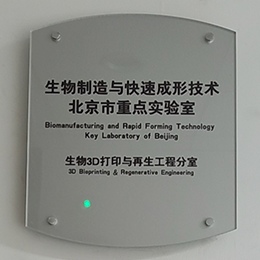 生物制造与快速成形技术
北京市重点实验室
Biomanufacturing and Rapid Forming Technology
Key Laboratory of Beijing
生物3D打印与再生工程分室
3D Bioprinting & Regenerative Engineering